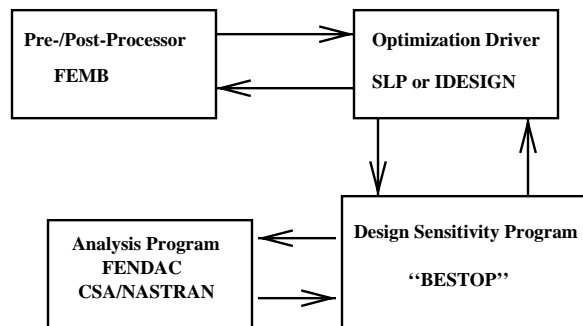 Pre-/Post-Processor
FEMB
Optimization Driver
SLP or IDESIGN
Analysis Program
FENDAC
CSA/NASTRAN
Design Sensitivity Program
‘‘BESTOP’’